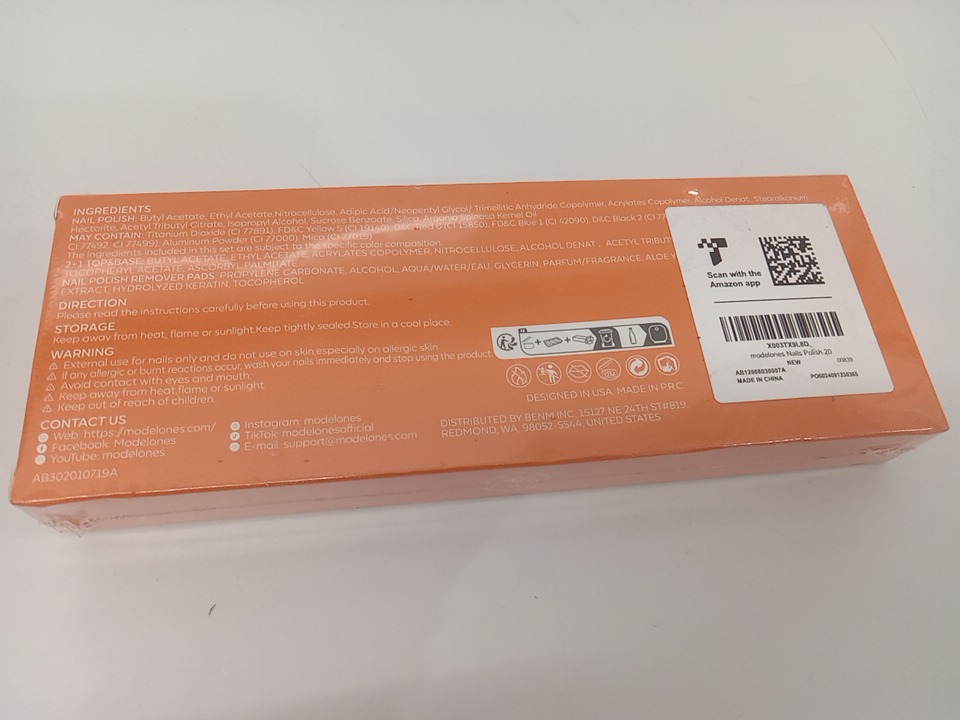 INGREDIENTS
NAIL POLISH: Butyl Acetate, Ethyl Acetate,Nitrocellulose, Adipic Acid/Neopentyl Glycol/ Trimellitic Anhydride Copolymer, Acrylates Copolymer, Alcohol Denat., Stearalkonium
Hectorite, Acetyl Tributyl Citrate, Isopropyl Alcohol, Sucrose Benzoate, Silica, Argania Spinosa Kernel Oil
MAY CONTAIN: Titanium Dioxide (CI 77891), FD&C Yellow 5 (CI 19140), D&C Red 6 (CI 15850), FD&C Blue 1 (CI 42090), D&C Black 2 (CI 77
(CI 77492, CI 77499), Aluminum Powder (CI 77000), Mica (CI 77019)
The ingredients included in this set are subject to the specific color composition.
2+1 TOP&BASE: BUTYL ACETATE, ETHYL ACETATE, ACRYLATES COPOLYMER, NITROCELLULOSE, ALCOHOL DENAT., ACETYL TRIBUT
TOCOPHERYL ACETATE, ASCORBYL PALMITATE
NAIL POLISH REMOVER PADS: PROPYLENE CARBONATE, ALCOHOL, AQUA/WATER/EAU, GLYCERIN, PARFUM/FRAGRANCE, ALOE
EXTRACT, HYDROLYZED KERATIN, TOCOPHEROL
DIRECTION
Please read the instructions carefully before using this product.
STORAGE
Keep away from heat, flame or sunlight.Keep tightly sealed.Store in a cool place.
WARNING
External use for nails only and do not use on skin,especially on allergic skin.
If any allergic or burnt reactions occur, wash your nails immediately and stop using the product.
Avoid contact with eyes and mouth.
Keep away from heat,flame or sunlight.
Keep out of reach of children.
CONTACT US
Web: https://modelones.com/
Facebook: Modelones
YouTube: modelones
Instagram: modelones
TikTok: modelonesofficial
E-mail: support@modelones.com
AB302010719A
FR
DESIGNED IN USA, MADE IN P.R.C.
DISTRIBUTED BY BENM INC. 15127 NE 24TH ST#819,
REDMOND, WA, 98052-5544, UNITED STATES
Scan with the
Amazon app
X003TX9L8D
modelones Nails Polish 20
NEW
AB12008030007A
MADE IN CHINA